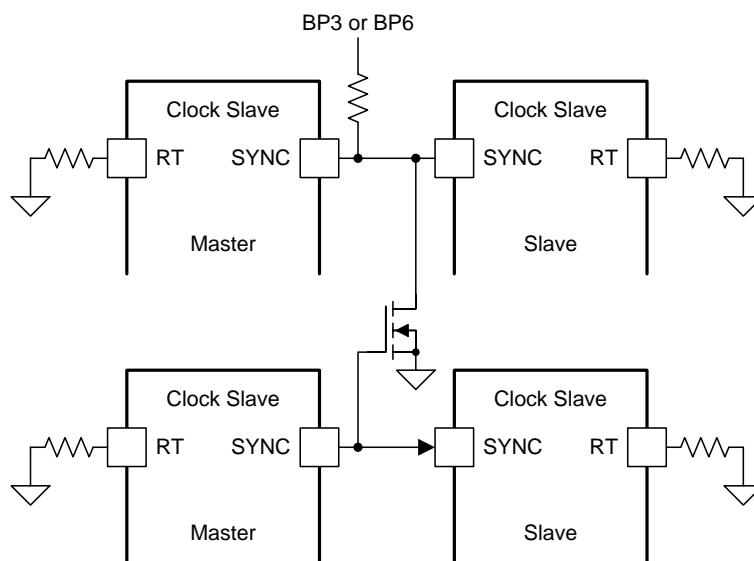 BP3 or BP6
Clock Slave
Clock Slave
RT
SYNC
SYNC
RT
Master
Slave
Clock Slave
Clock Slave
RT
SYNC
SYNC
RT
Master
Slave